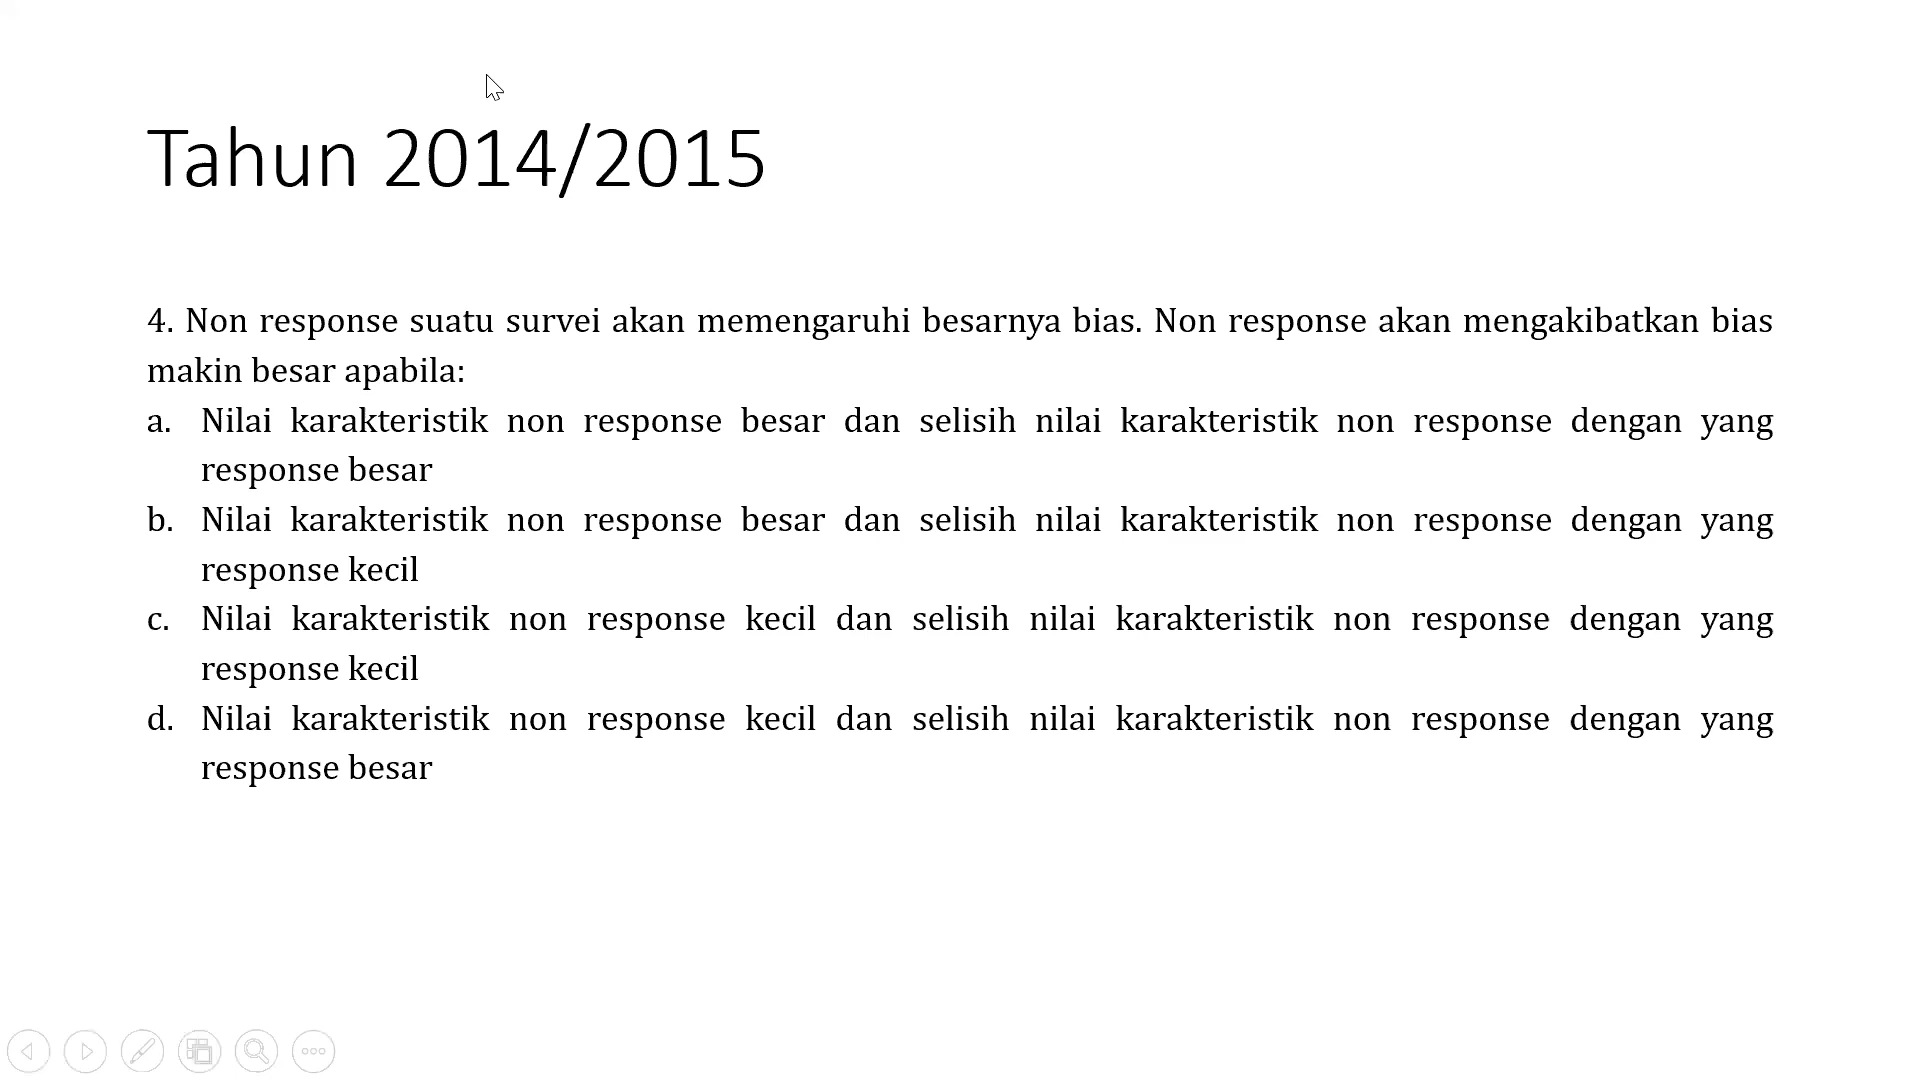 Tahun 2014/2015
4. Non response suatu survei akan memengaruhi besarnya bias. Non response akan mengakibatkan bias
makin besar apabila:
a. Nilai karakteristik non response besar dan selisih nilai karakteristik non response dengan yang
response besar
b. Nilai karakteristik non response besar dan selisih nilai karakteristik non response dengan yang
response kecil
c. Nilai karakteristik non response kecil dan selisih nilai karakteristik non response dengan yang
response kecil
d. Nilai karakteristik non response kecil dan selisih nilai karakteristik non response dengan yang
response besar